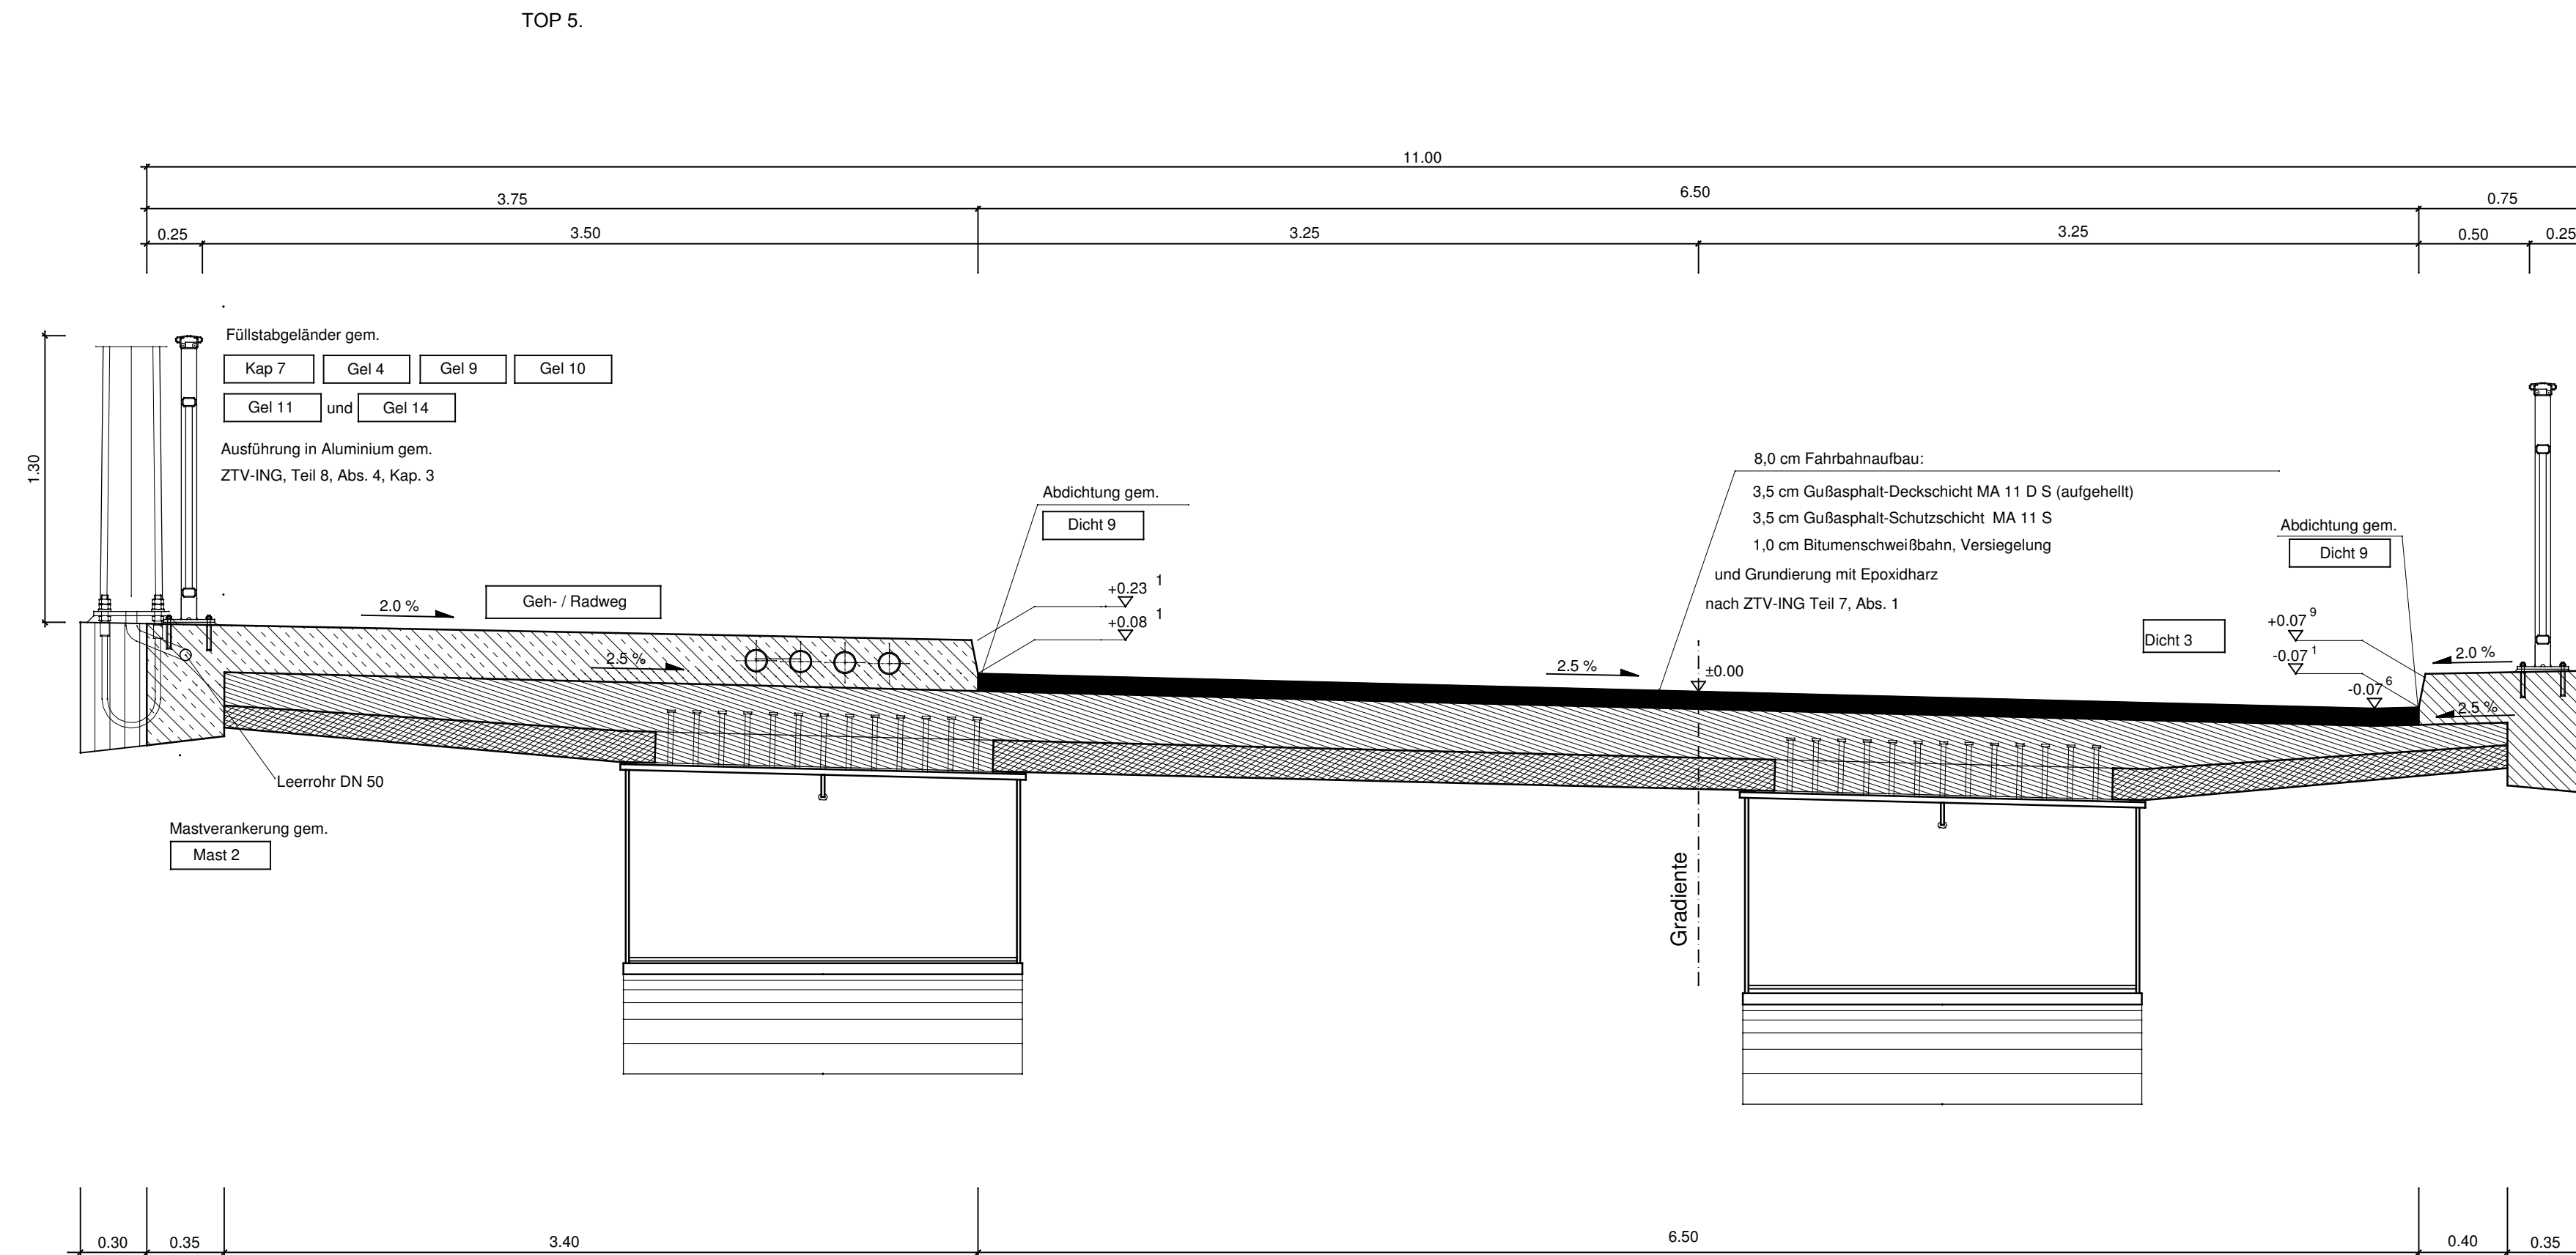 TOP 5.
11.00
3.75
6.50
0.75
0.25
3.50
3.25
3.25
0.50
0.25
1.30
Füllstabgeländer gem.
Kap 7
Gel 4
Gel 9
Gel 10
Gel 11 und Gel 14
Ausführung in Aluminium gem.
ZTV-ING, Teil 8, Abs. 4, Kap. 3
Abdichtung gem.
Dicht 9
8,0 cm Fahrbahnaufbau:
3,5 cm Gußasphalt-Deckschicht MA 11 D S (aufgehellt)
3,5 cm Gußasphalt-Schutzschicht MA 11 S
1,0 cm Bitumenschweißbahn, Versiegelung
und Grundierung mit Epoxidharz
nach ZTV-ING Teil 7, Abs. 1
Abdichtung gem.
Dicht 9
2.0 %
Geh- / Radweg
+0.23 1
+0.08 1
2.5 %
2.5 %
±0.00
Dicht 3
+0.07 9
-0.07 1
-0.07 6
2.0 %
2.5 %
Leerrohr DN 50
Mastverankerung gem.
Mast 2
Gradiente
0.30
0.35
3.40
6.50
0.40
0.35